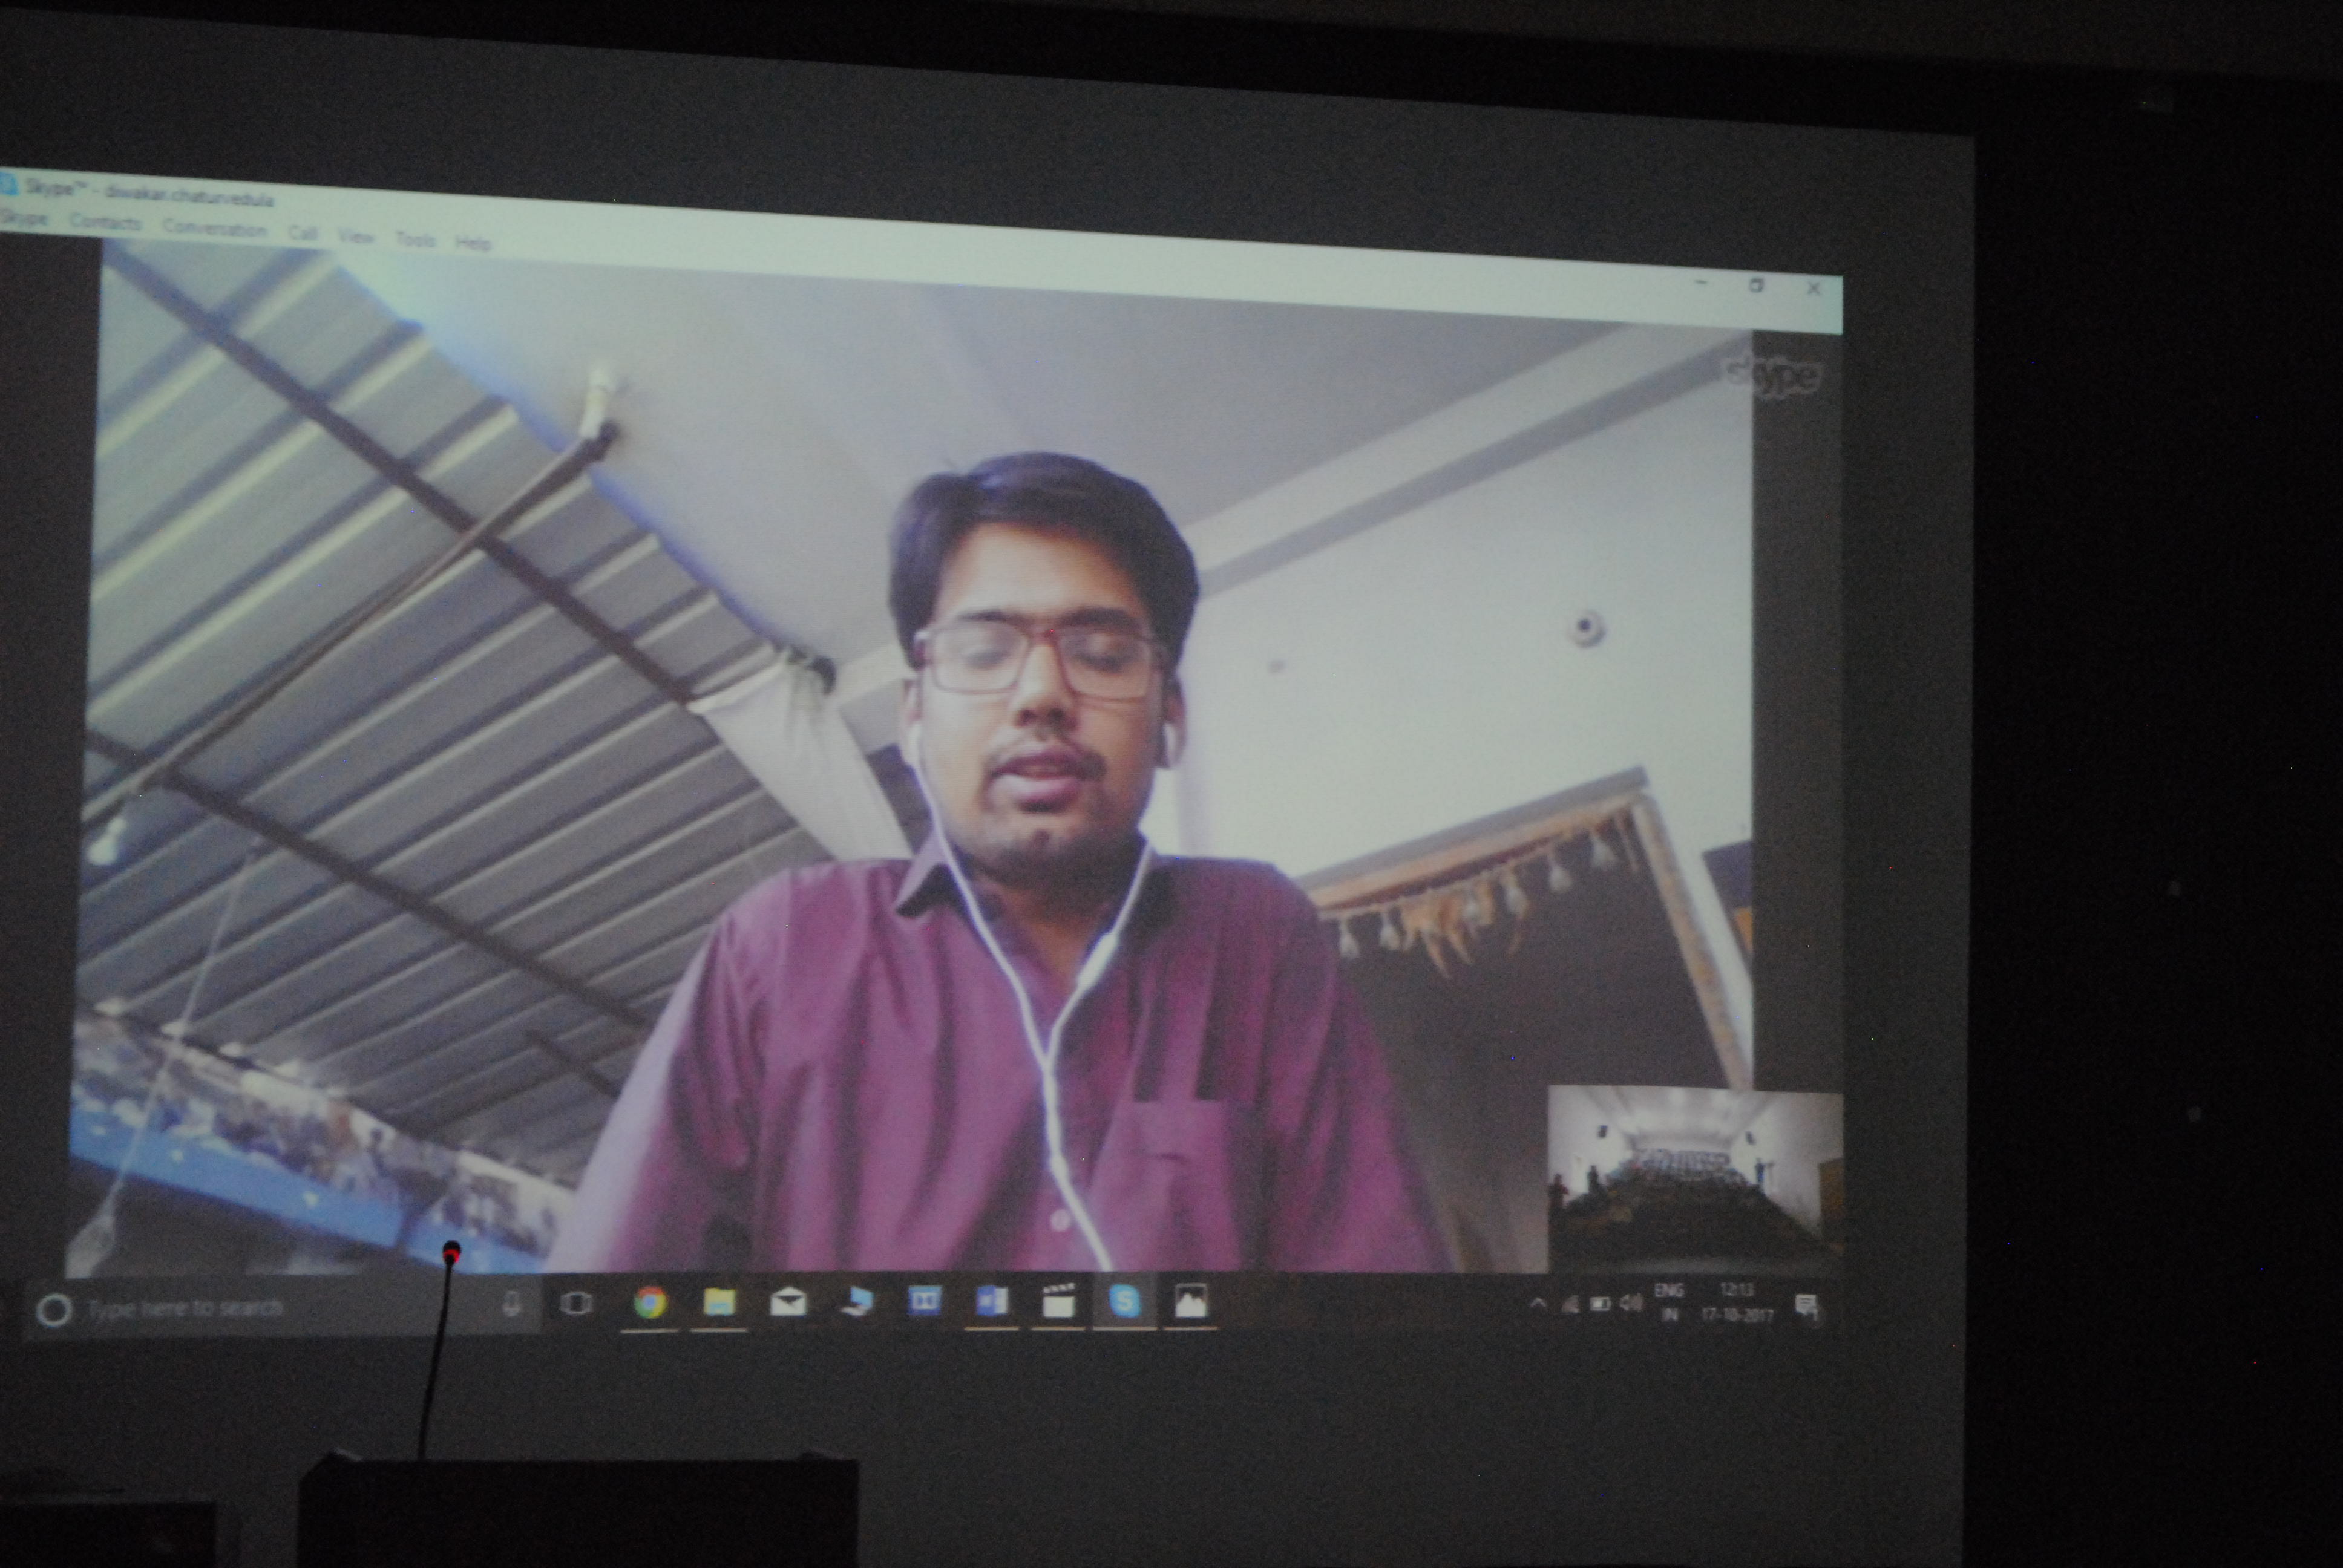 Skype™ - diwakar.chaturvedula
Skype Contacts Conversation Call View Tools Help
skype
Type here to search
ENG 12:13
IN 17-10-2017